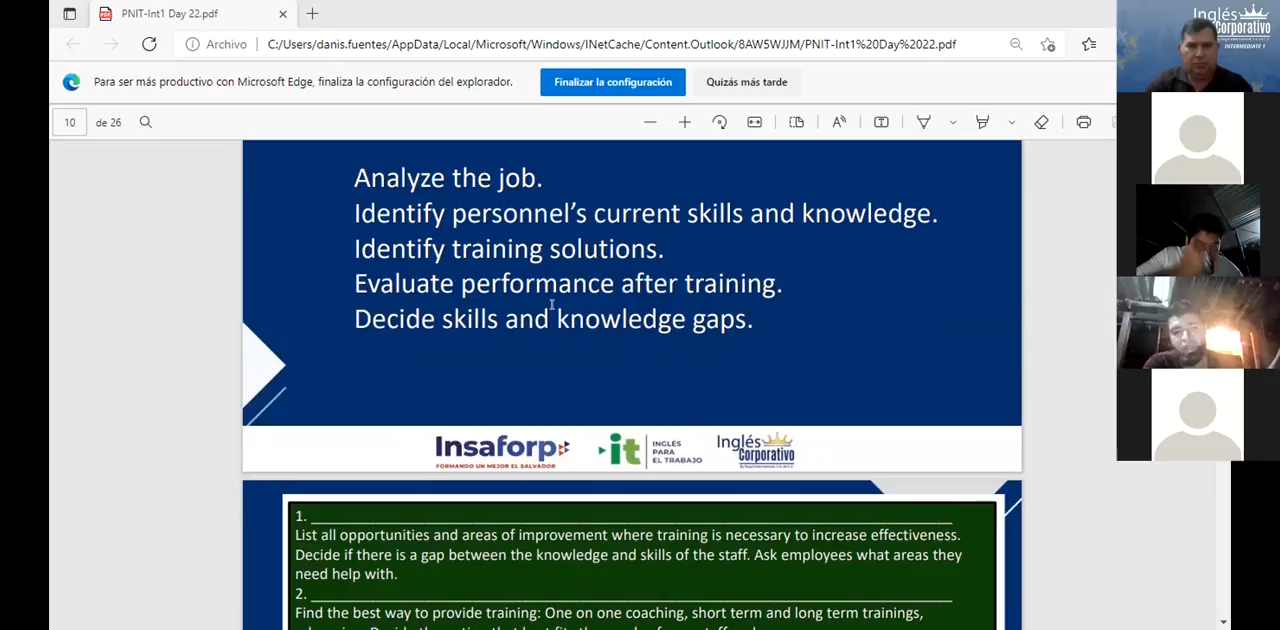 PNIT-Int1 Day 22.pdf
Archivo
C:/Users/danis.fuentes/AppData/Local/Microsoft/Windows/INetCache/Content.Outlook/8AW5WJJM/PNIT-Int1%20Day%2022.pdf
Para ser más productivo con Microsoft Edge, finaliza la configuración del explorador.
Finalizar la configuración
Quizás más tarde
10 de 26
Analyze the job.
Identify personnel's current skills and knowledge.
Identify training solutions.
Evaluate performance after training.
Decide skills and knowledge gaps.
Insaforp
FORMANDO UN MEJOR EL SALVADOR
it
INGLÉS
PARA
EL TRABAJO
Inglés
Corporativo
1. ____________________
List all opportunities and areas of improvement where training is necessary to increase effectiveness.
Decide if there is a gap between the knowledge and skills of the staff. Ask employees what areas they
need help with.
2. ____________________
Find the best way to provide training: One on one coaching, short term and long term trainings,
Inglés
Corporativo
INTERMEDIATE 1